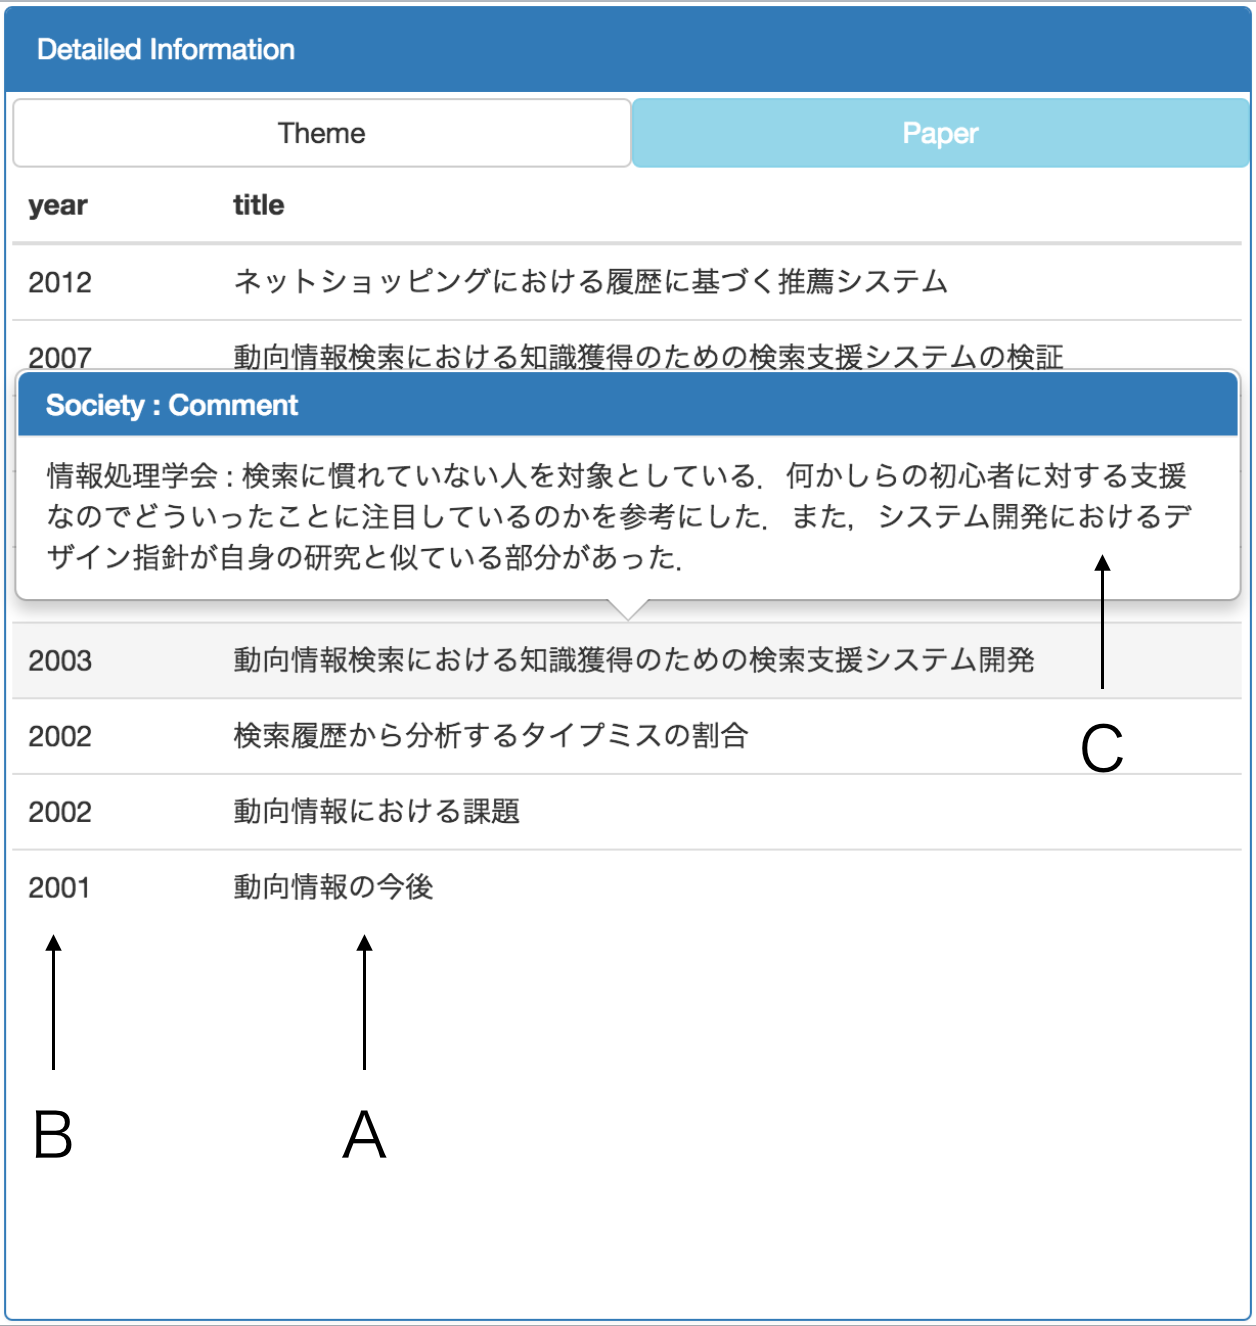 Detailed Information
Theme Paper
year title
2012 ネットショッピングにおける履歴に基づく推薦システム
2007 動向情報検索における知識獲得のための検索支援システムの検証
Society : Comment
情報処理学会 : 検索に慣れていない人を対象としている．何かしらの初心者に対する支援
なのでどういったことに注目しているのかを参考にした．また，システム開発におけるデ
ザイン指針が自身の研究と似ている部分があった．
2003 動向情報検索における知識獲得のための検索支援システム開発
2002 検索履歴から分析するタイプミスの割合
C
2002 動向情報における課題
2001 動向情報の今後
B A